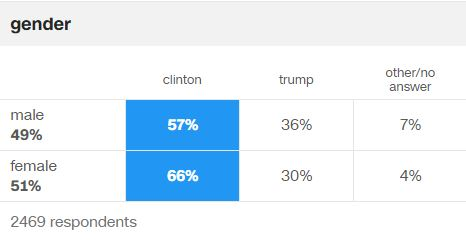 gender
clinton trump other/no answer
male 49% 57% 36% 7%
female 51% 66% 30% 4%
2469 respondents